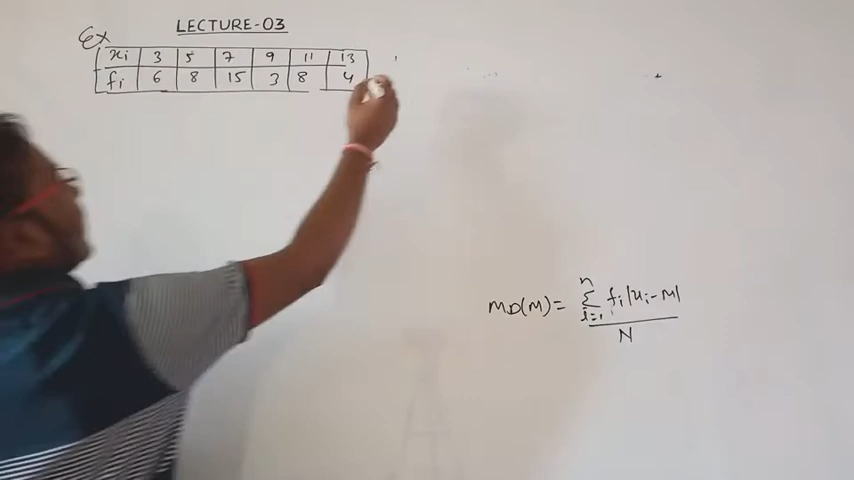 LECTURE-03
Ex
xi 3 5 7 9 11 13
fi 6 8 15 3 8 4
MD(M) = n Σ i=1 fi|xi-M|
N